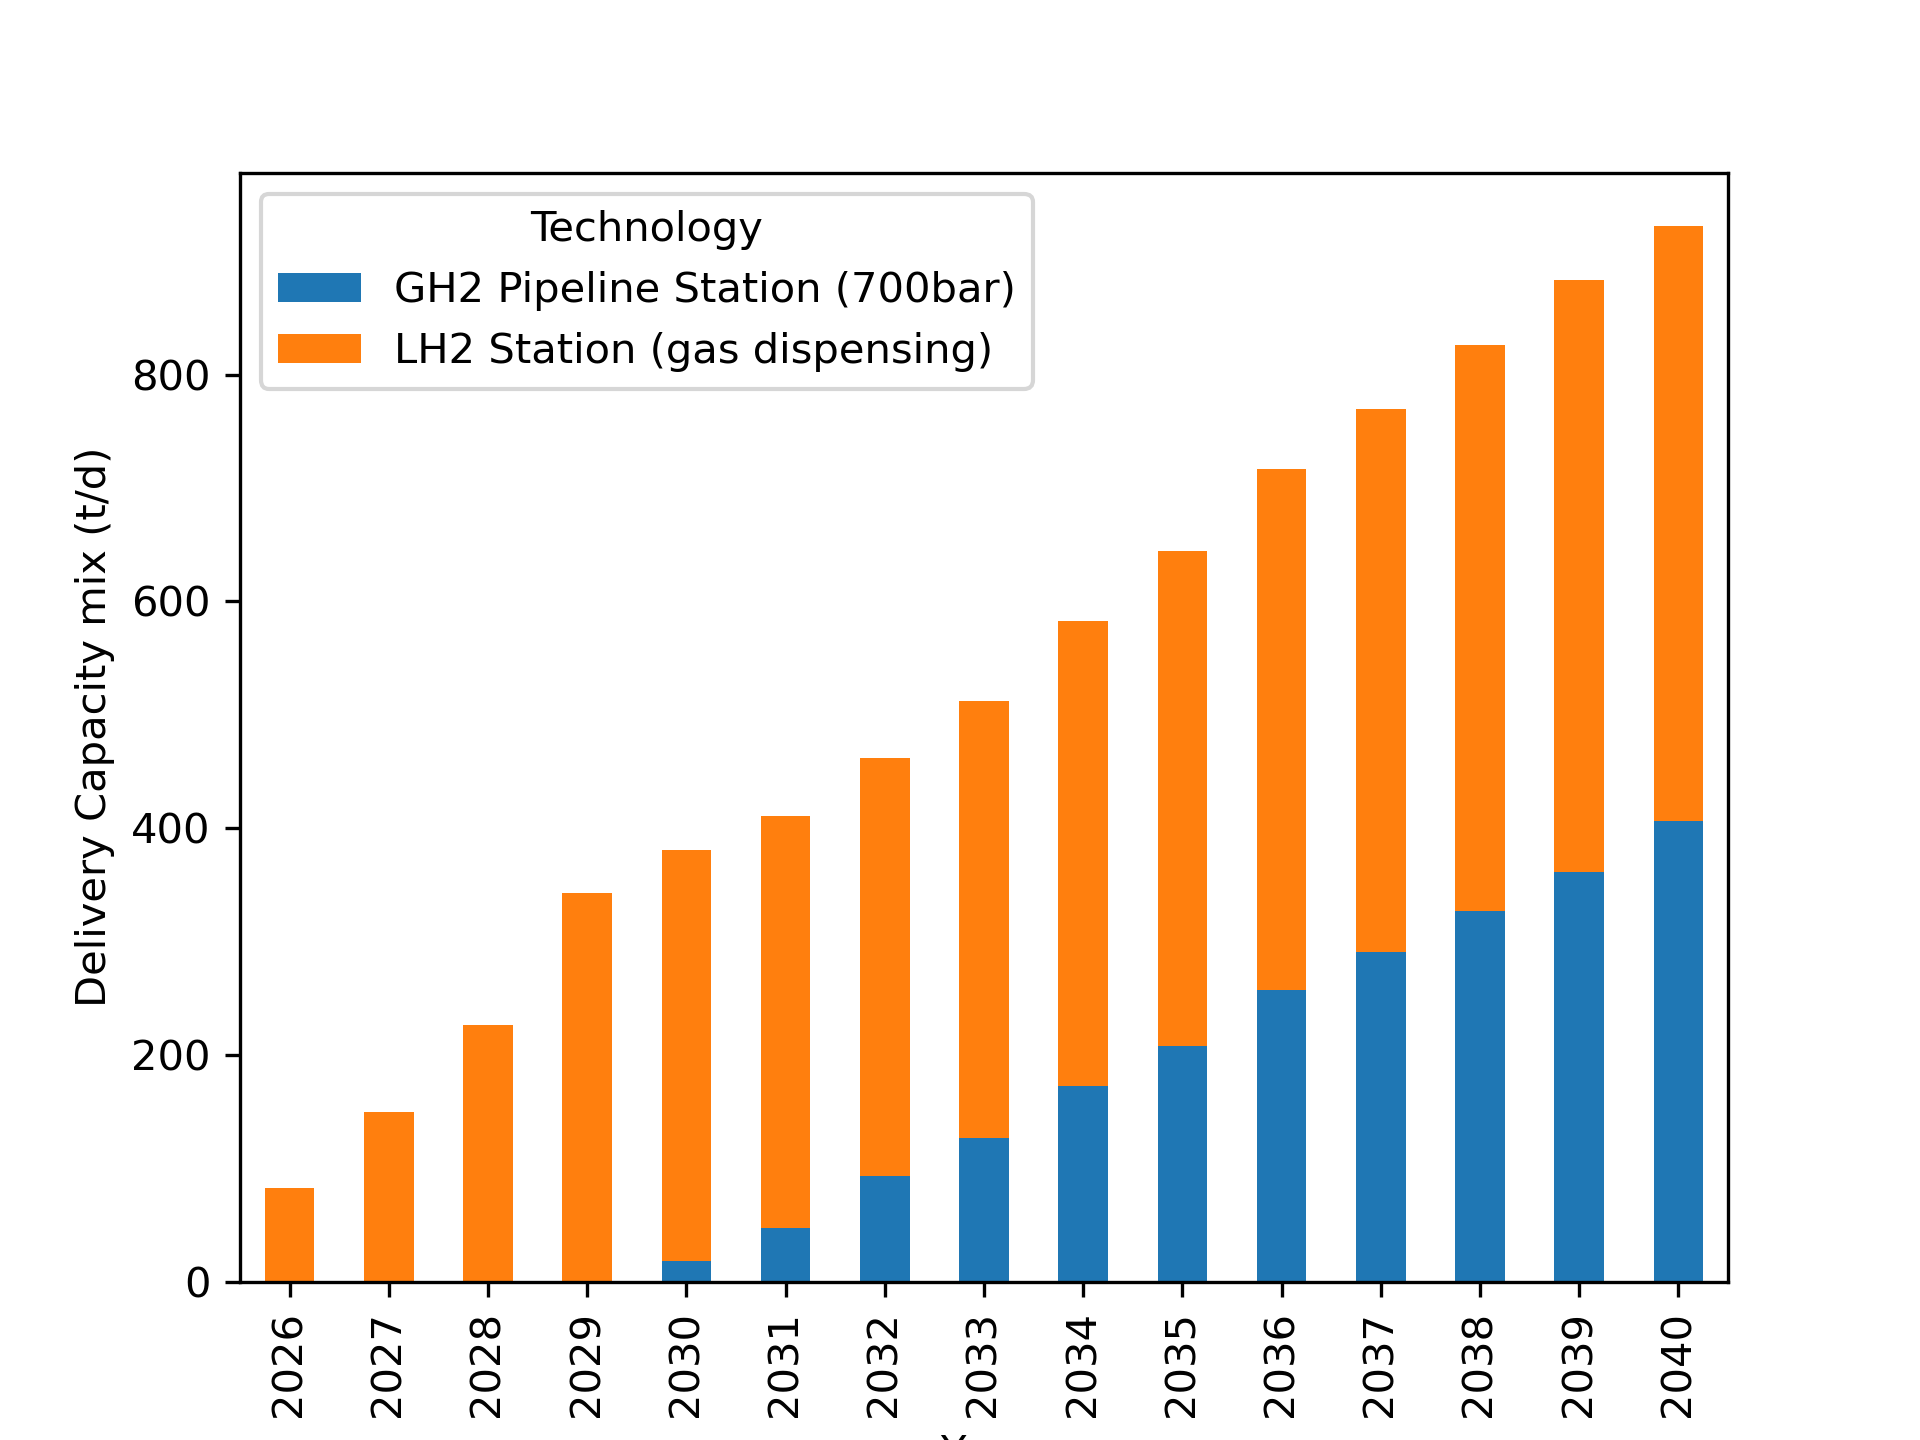 Technology
GH2 Pipeline Station (700bar)
LH2 Station (gas dispensing)
Delivery Capacity mix (t/d)
800
600
400
200
0
2026 2027 2028 2029 2030 2031 2032 2033 2034 2035 2036 2037 2038 2039 2040